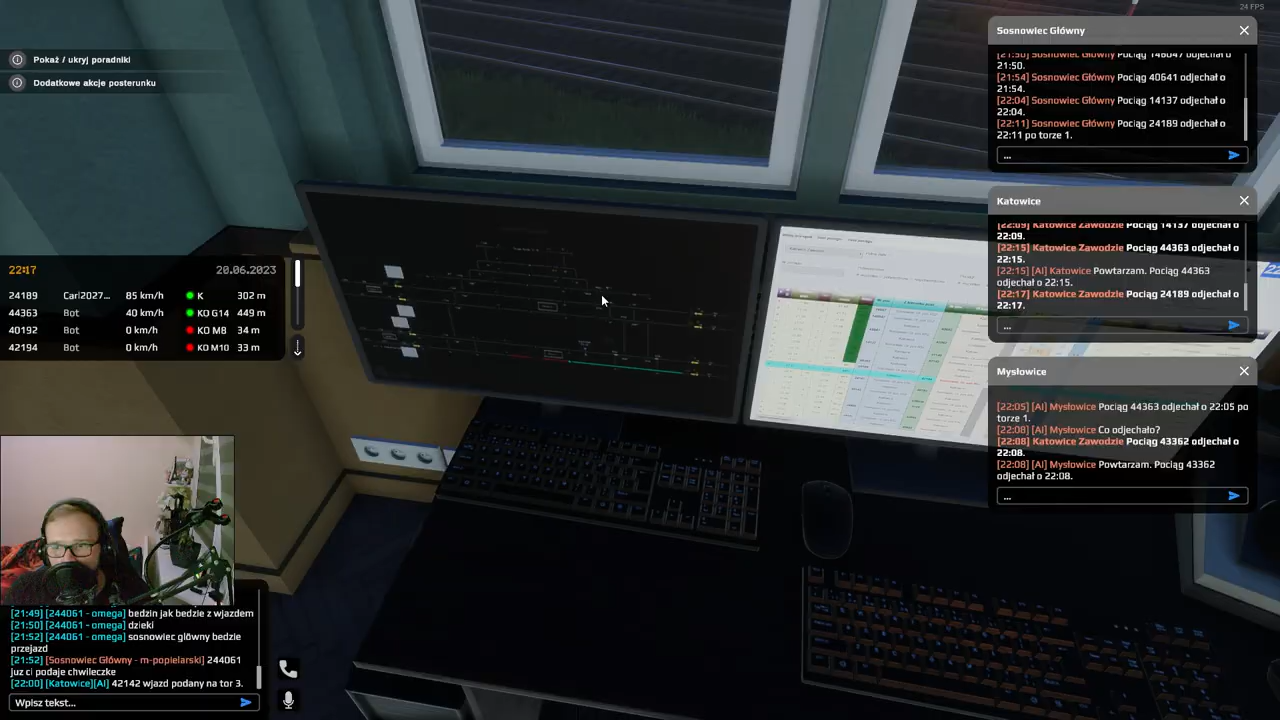 24 FPS
Pokaż / ukryj poradniki
Dodatkowe akcje posterunku
22:17 20.06.2023
24189 Carl2027... 85 km/h K 302 m
44363 Bot 40 km/h KO G14 449 m
40192 Bot 0 km/h KO M8 34 m
42194 Bot 0 km/h KO M10 33 m
[21:49] [244061 - omega] bedzin jak bedzie z wjazdem
[21:50] [244061 - omega] dzieki
[21:52] [244061 - omega] sosnowiec glówny bedzie
przejazd
[21:52] [Sosnowiec Główny - m-popielarski] 244061
Juz ci podaje chwileczke
[22:00] [Katowice][AI] 42142 wjazd podany na tor 3.
Wpisz tekst...
Sosnowiec Główny
[21:50] Sosnowiec Główny Pociąg 146047 odjechał o
21:50.
[21:54] Sosnowiec Główny Pociąg 40641 odjechał o
21:54.
[22:04] Sosnowiec Główny Pociąg 14137 odjechał o
22:04.
[22:11] Sosnowiec Główny Pociąg 24189 odjechał o
22:11 po torze 1.
...
Katowice
[22:09] Katowice Zawodzie Pociąg 14137 odjechał o
22:09.
[22:15] Katowice Zawodzie Pociąg 44363 odjechał o
22:15.
[22:15] [AI] Katowice Powtarzam. Pociąg 44363
odjechał o 22:15.
[22:17] Katowice Zawodzie Pociąg 24189 odjechał o
22:17.
...
Mysłowice
[22:05] [AI] Mysłowice Pociąg 44363 odjechał o 22:05 po
torze 1.
[22:08] [AI] Mysłowice Co odjechało?
[22:08] Katowice Zawodzie Pociąg 43362 odjechał o
22:08.
[22:08] [AI] Mysłowice Powtarzam. Pociąg 43362
odjechał o 22:08.
...